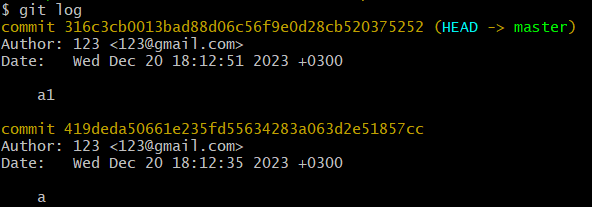 $ git log
commit 316c3cb0013bad88d06c56f9e0d28cb520375252 (HEAD -> master)
Author: 123 <123@gmail.com>
Date:   Wed Dec 20 18:12:51 2023 +0300
    a1
commit 419deda50661e235fd55634283a063d2e51857cc
Author: 123 <123@gmail.com>
Date:   Wed Dec 20 18:12:35 2023 +0300
    a